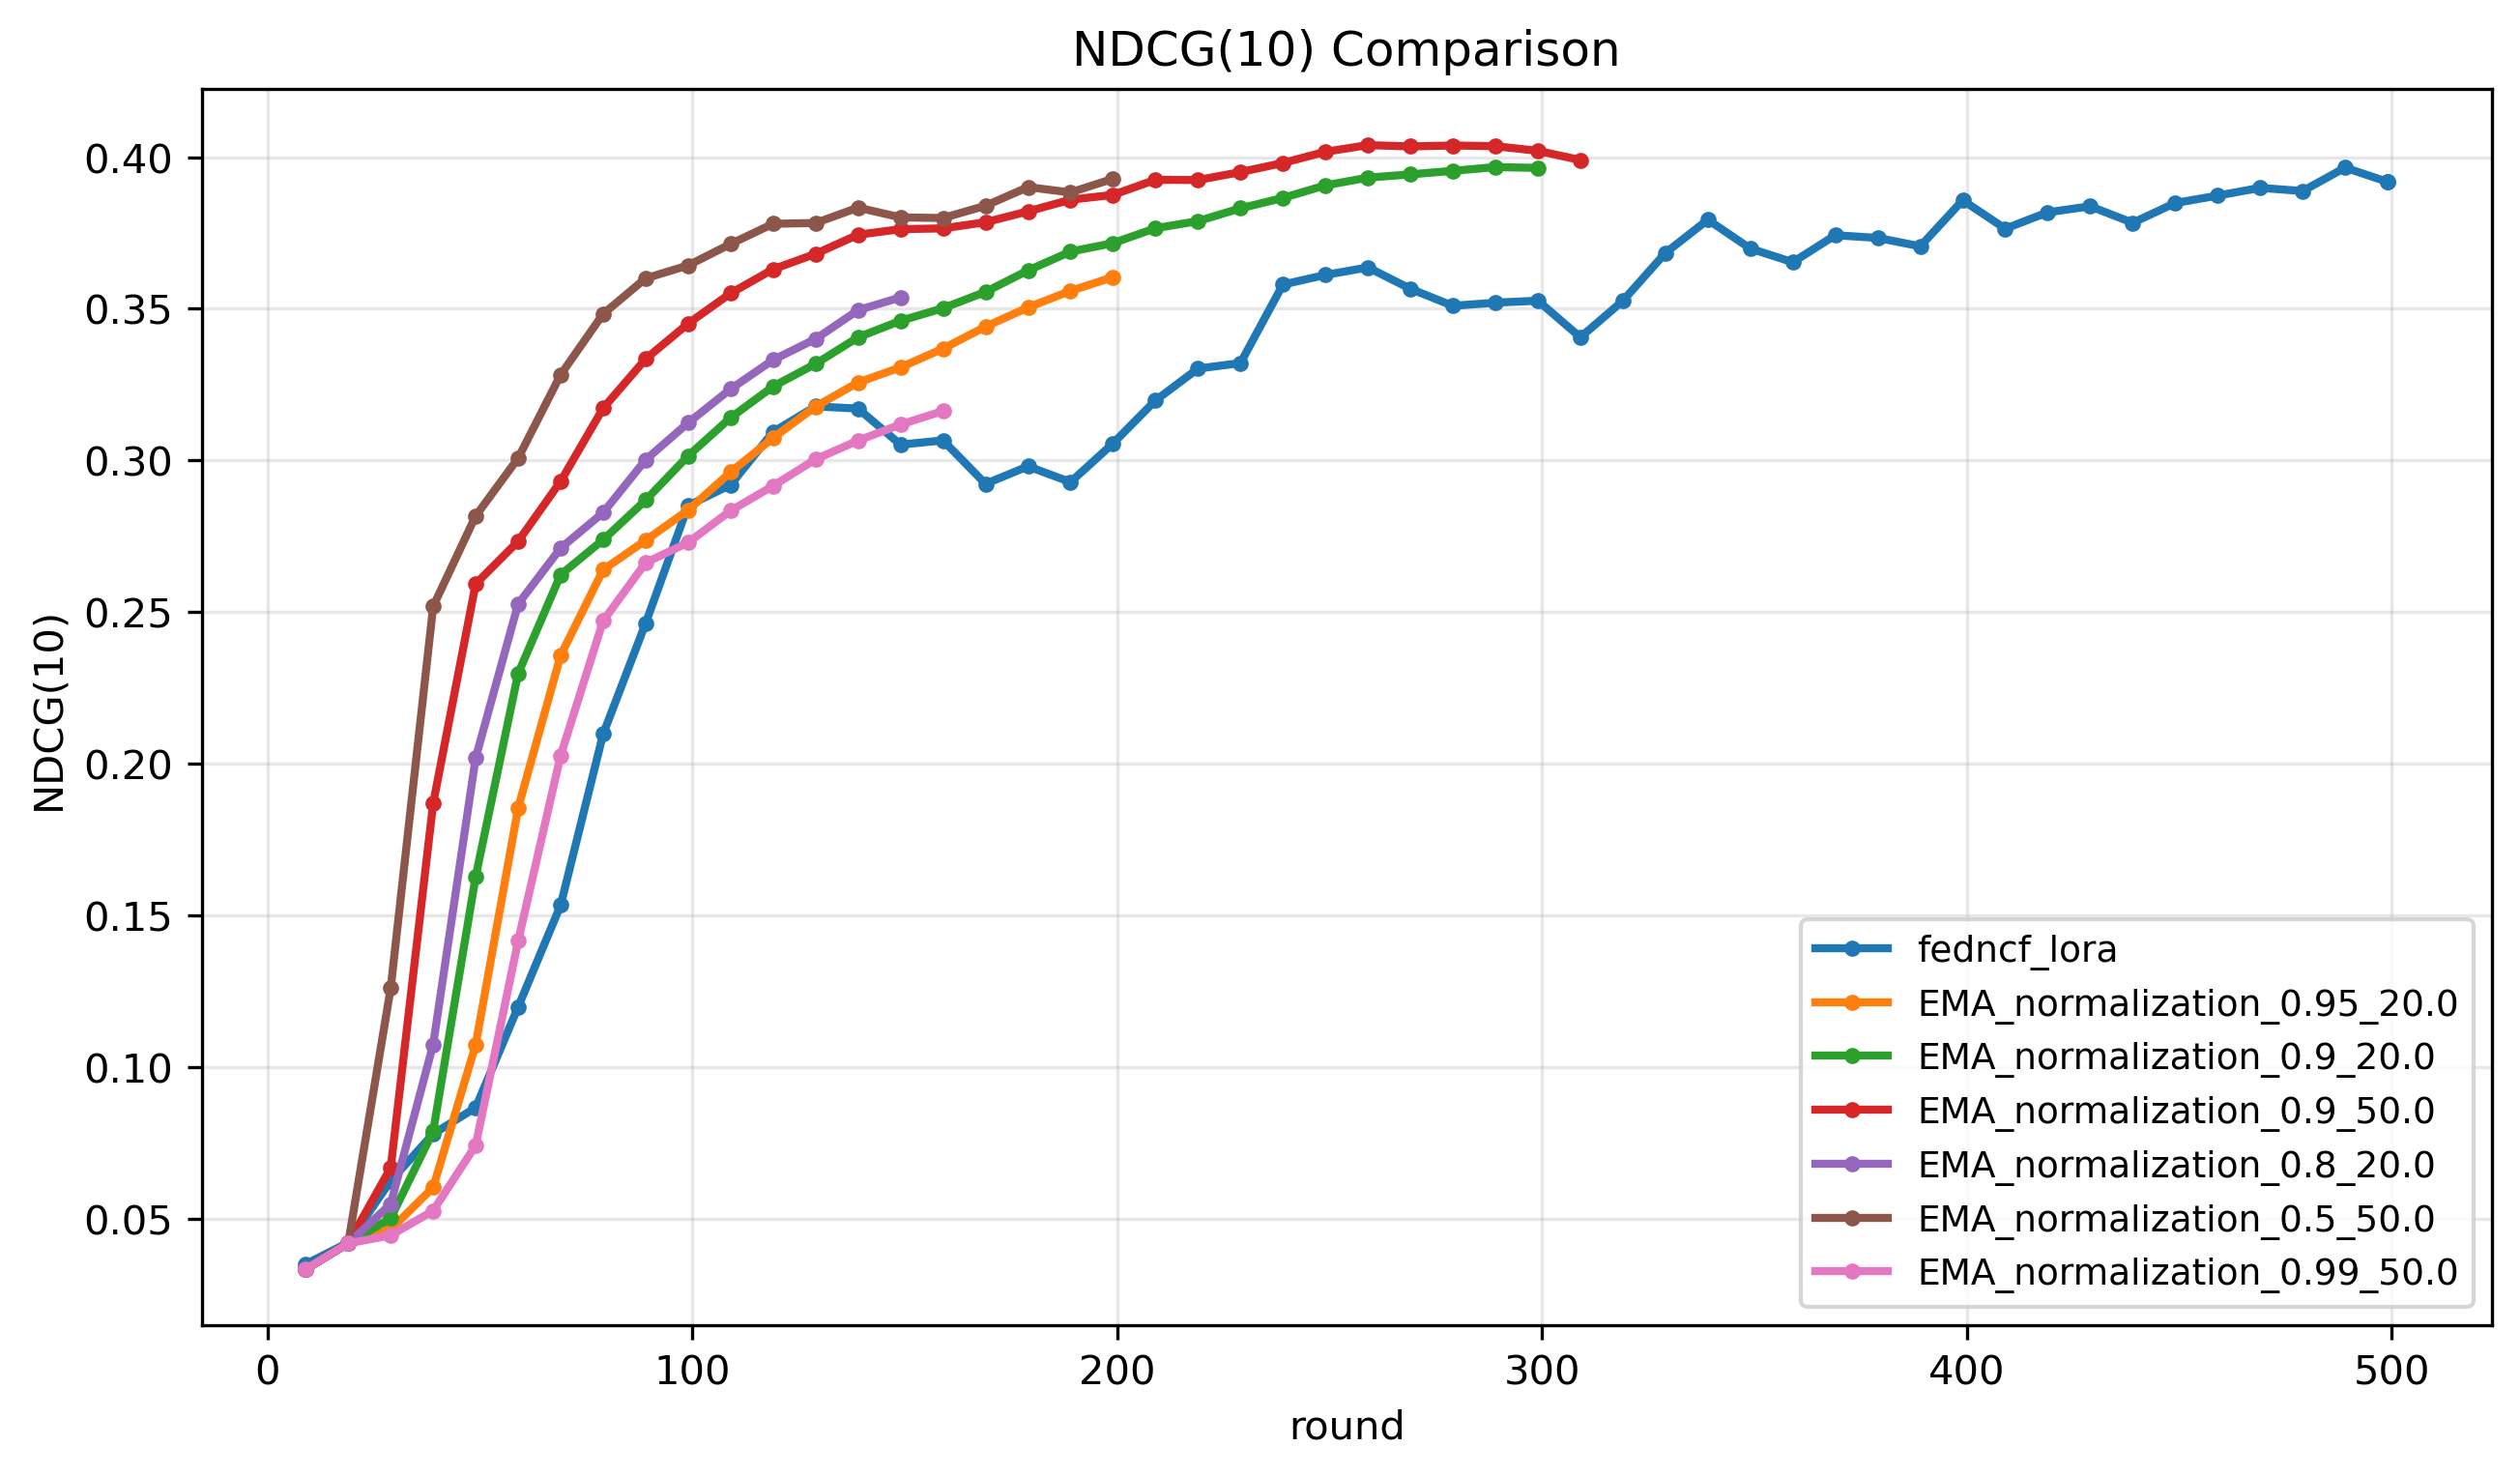 NDCG(10) Comparison
NDCG(10)
0.40
0.35
0.30
0.25
0.20
0.15
0.10
0.05
0 100 200 300 400 500
round
fedncf_lora
EMA_normalization_0.95_20.0
EMA_normalization_0.9_20.0
EMA_normalization_0.9_50.0
EMA_normalization_0.8_20.0
EMA_normalization_0.5_50.0
EMA_normalization_0.99_50.0